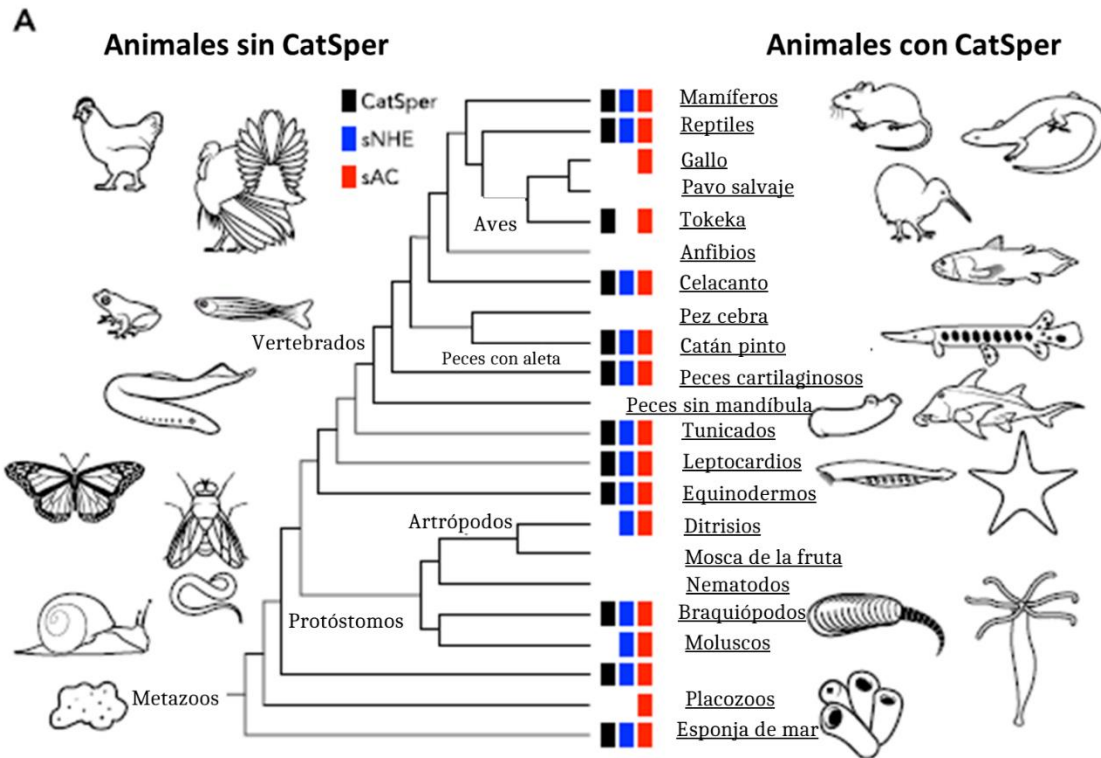 A
Animales sin CatSper
Animales con CatSper
CatSper
sNHE
sAC
Mamíferos
Reptiles
Gallo
Pavo salvaje
Aves
Tokeka
Anfibios
Celacanto
Pez cebra
Vertebrados
Peces con aleta
Catán pinto
Peces cartilaginosos
Peces sin mandíbula
Tunicados
Leptocardios
Equinodermos
Artrópodos
Ditrisios
Mosca de la fruta
Nematodos
Protóstomos
Braquiópodos
Moluscos
Metazoos
Placozoos
Esponja de mar